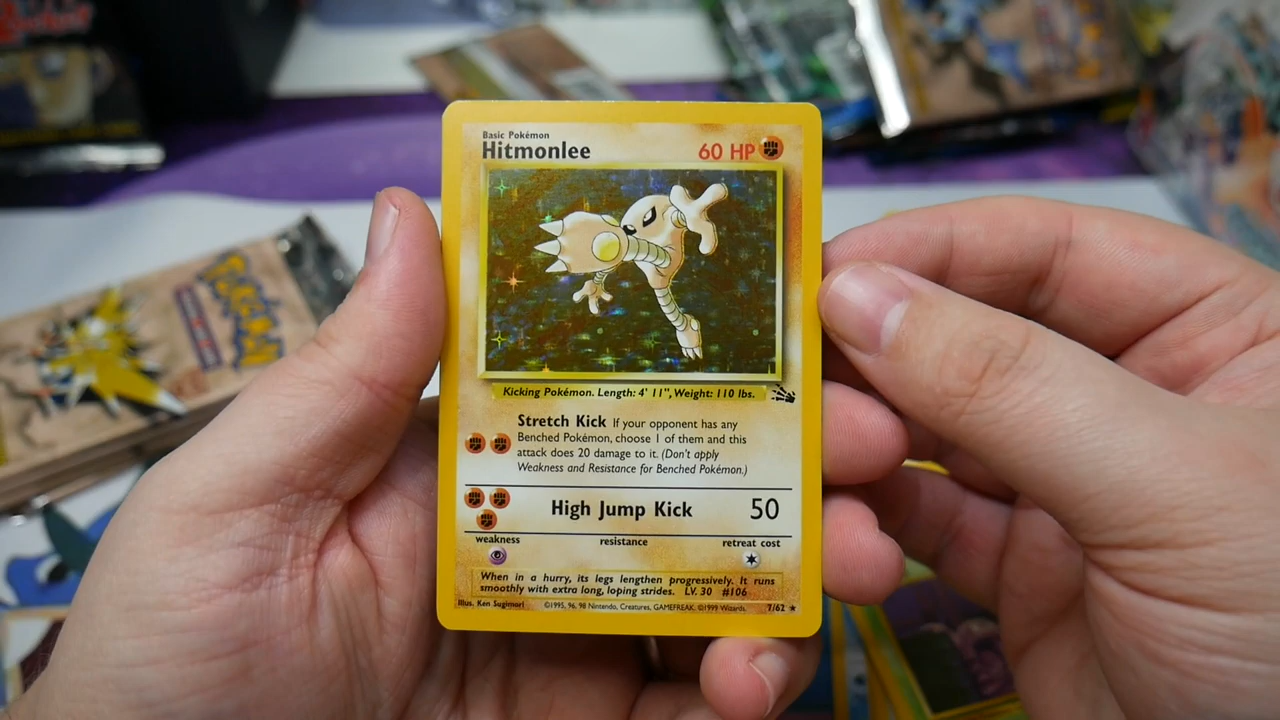 Basic Pokémon
Hitmonlee
60 HP
Kicking Pokémon. Length: 4' 11", Weight: 110 lbs.
Stretch Kick If your opponent has any
Benched Pokémon, choose 1 of them and this
attack does 20 damage to it. (Don't apply
Weakness and Resistance for Benched Pokémon.)
High Jump Kick 50
weakness resistance retreat cost
When in a hurry, its legs lengthen progressively. It runs
smoothly with extra long, loping strides. LV. 30 #106
Illus. Ken Sugimori ©1995, 96, 98 Nintendo, Creatures, GAMEFREAK. ©1999 Wizards. 7/62 ★
POKÉMON